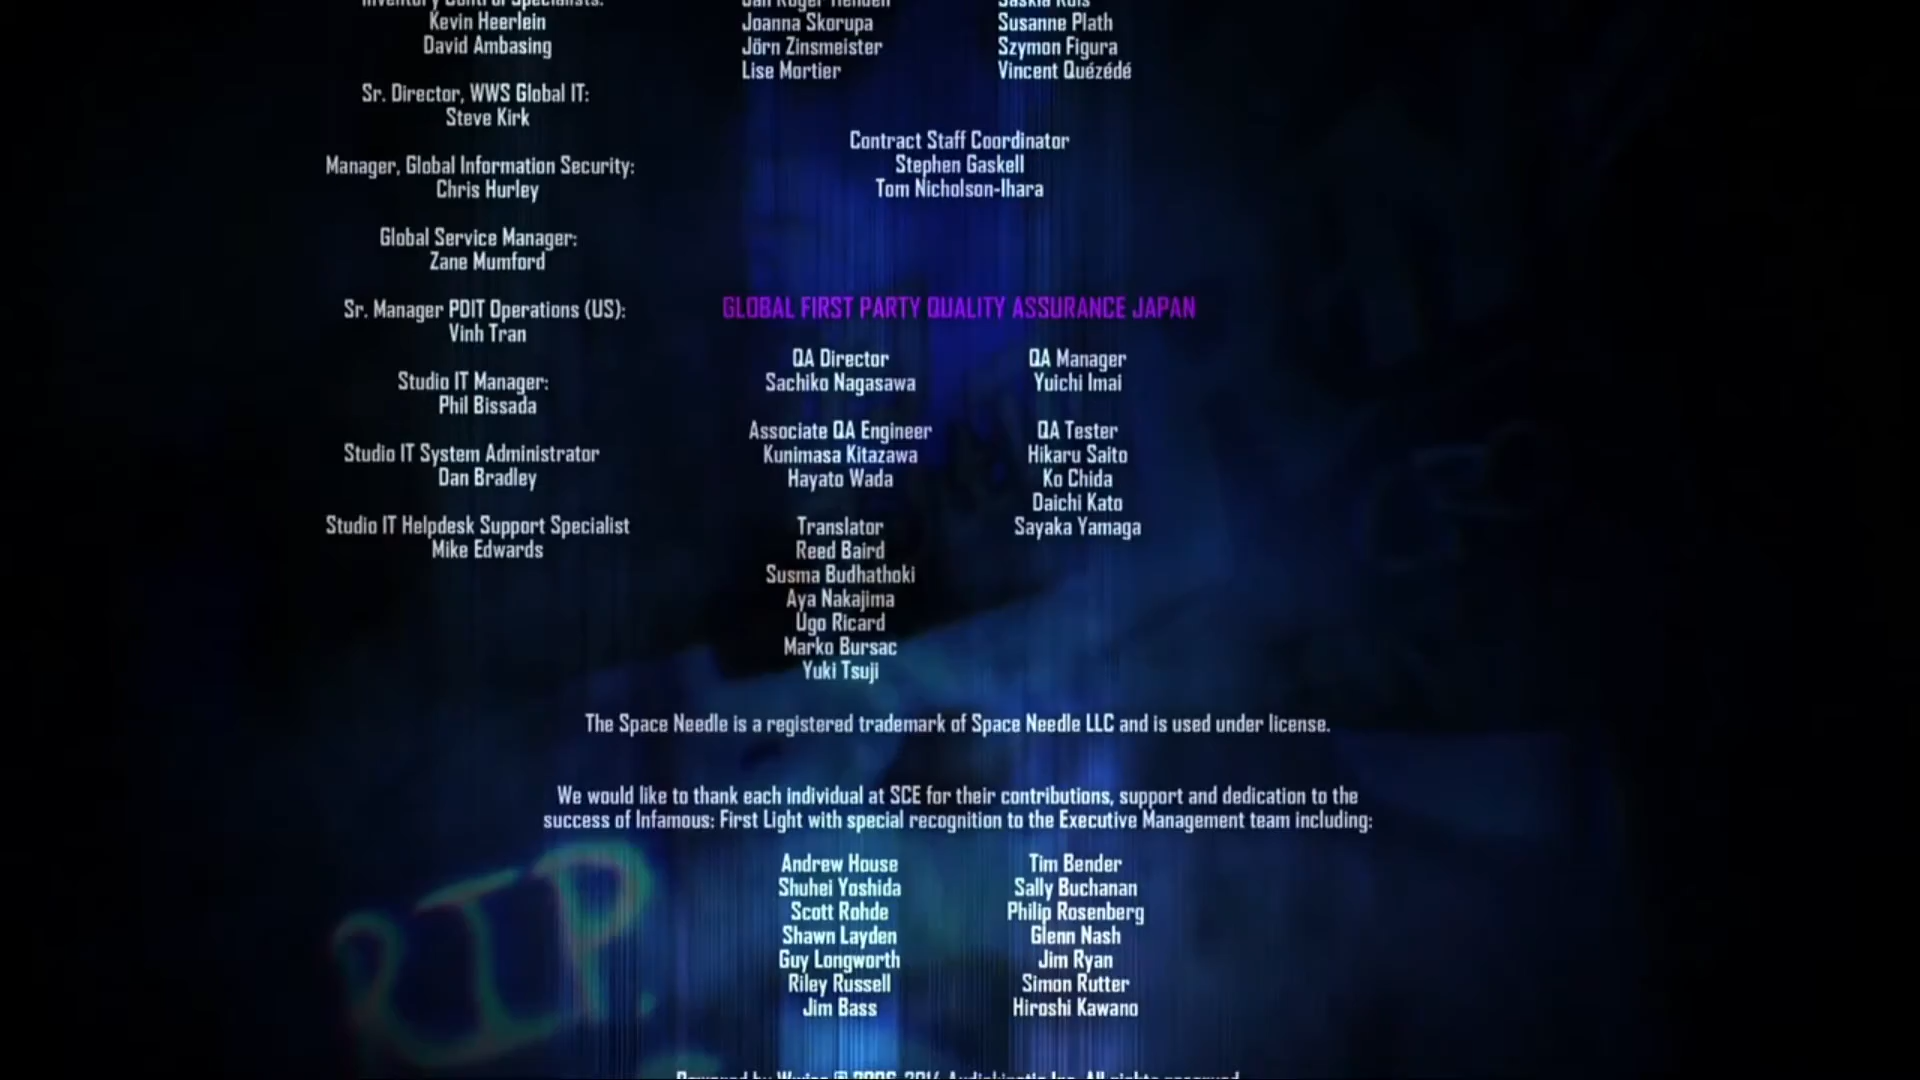 Kevin Heerlein
David Ambasing
Sr. Director, WWS Global IT:
Steve Kirk
Manager, Global Information Security:
Chris Hurley
Global Service Manager:
Zane Mumford
Sr. Manager PDIT Operations (US):
Vinh Tran
Studio IT Manager:
Phil Bissada
Studio IT System Administrator
Dan Bradley
Studio IT Helpdesk Support Specialist
Mike Edwards
Joanna Skorupa
Jörn Zinsmeister
Lise Mortier
Susanne Plath
Szymon Figura
Vincent Quézédé
Contract Staff Coordinator
Stephen Gaskell
Tom Nicholson-Ihara
GLOBAL FIRST PARTY QUALITY ASSURANCE JAPAN
QA Director
Sachiko Nagasawa
Associate QA Engineer
Kunimasa Kitazawa
Hayato Wada
Translator
Reed Baird
Susma Budhathoki
Aya Nakajima
Ugo Ricard
Marko Bursac
Yuki Tsuji
QA Manager
Yuichi Imai
QA Tester
Hikaru Saito
Ko Chida
Daichi Kato
Sayaka Yamaga
The Space Needle is a registered trademark of Space Needle LLC and is used under license.
We would like to thank each individual at SCE for their contributions, support and dedication to the
success of Infamous: First Light with special recognition to the Executive Management team including:
Andrew House
Shuhei Yoshida
Scott Rohde
Shawn Layden
Guy Longworth
Riley Russell
Jim Bass
Tim Bender
Sally Buchanan
Philip Rosenberg
Glenn Nash
Jim Ryan
Simon Rutter
Hiroshi Kawano
R.I.P.